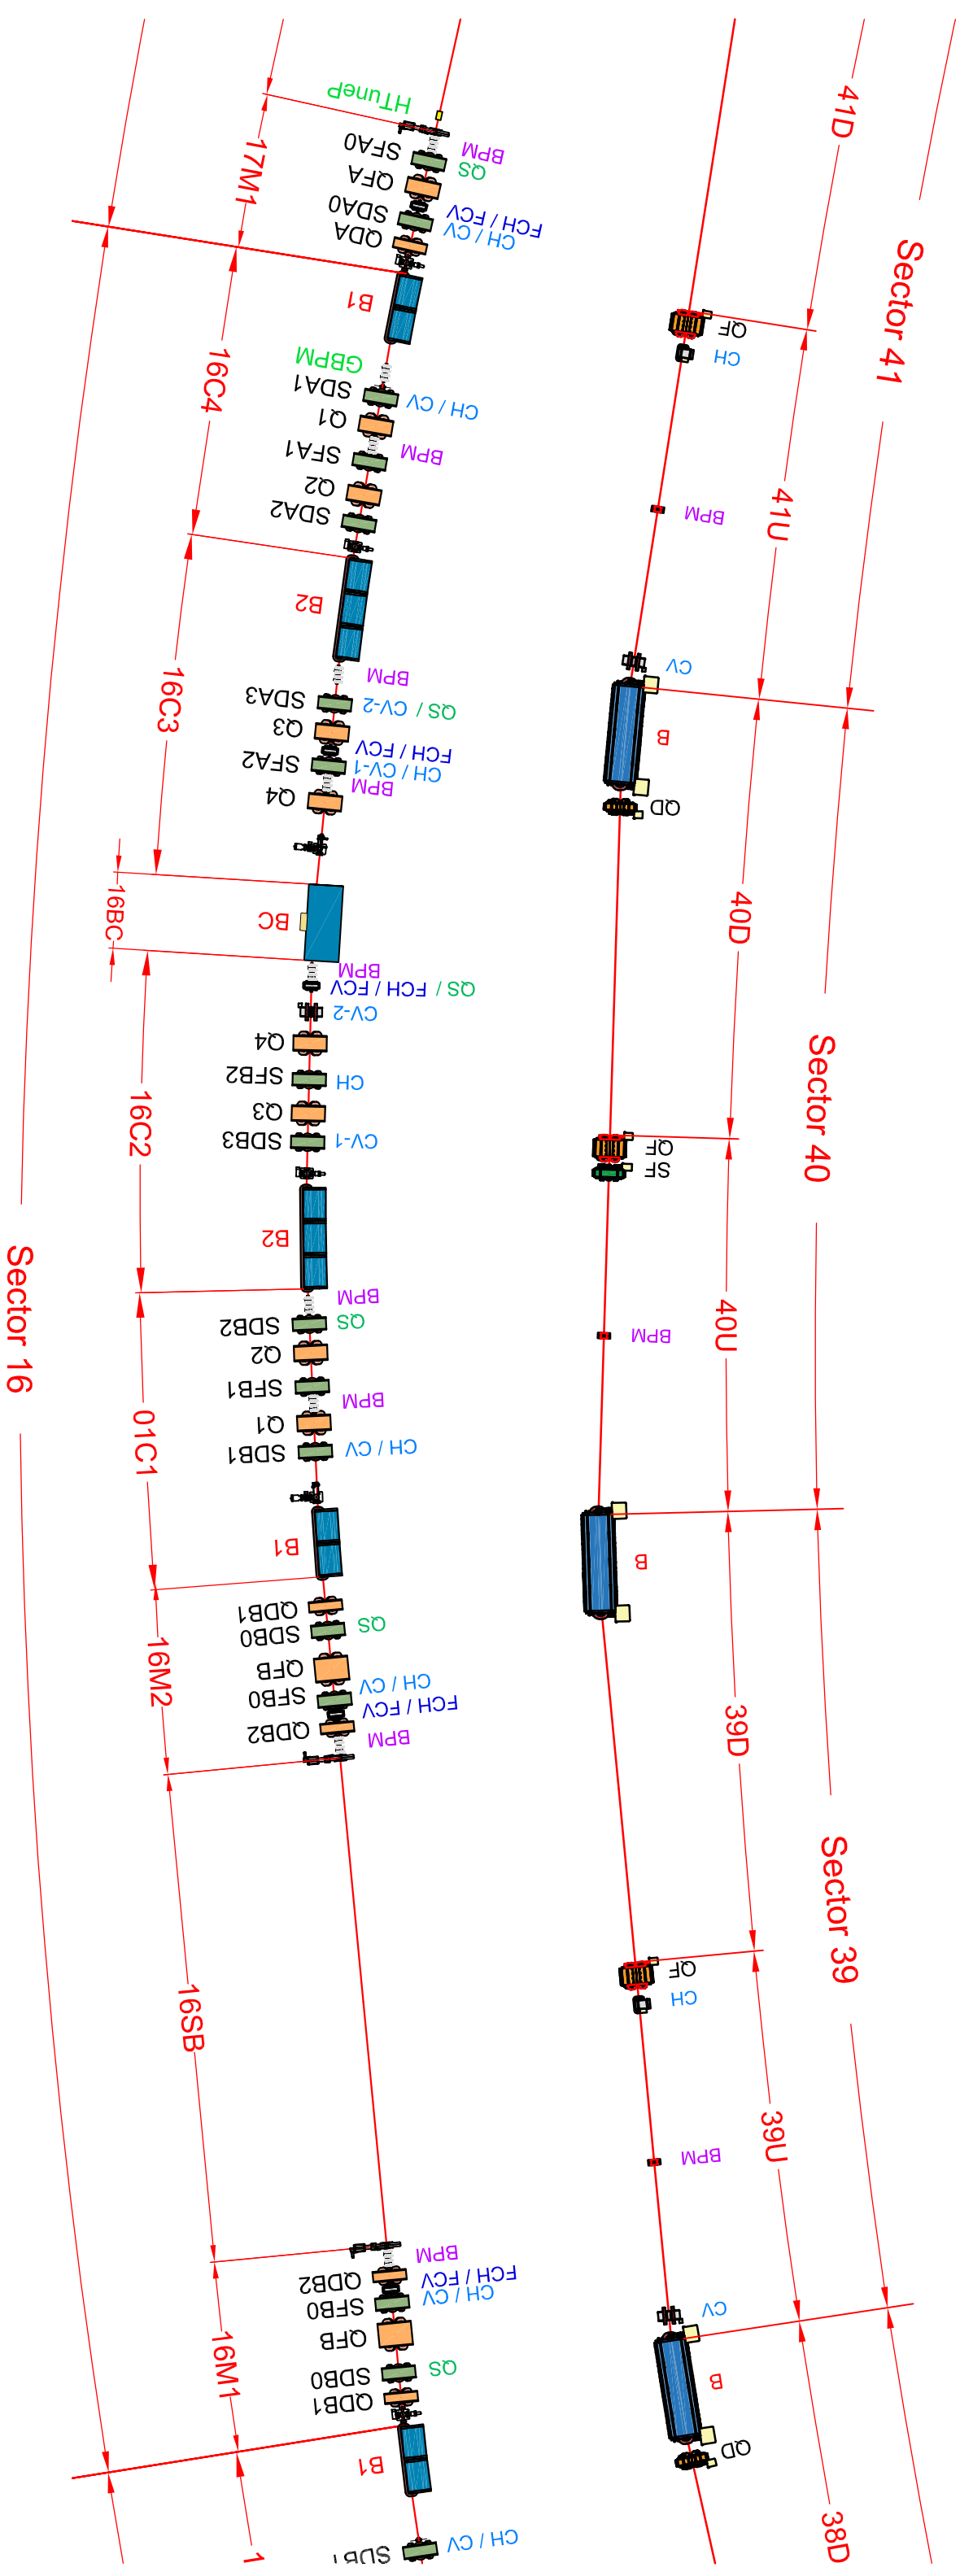 HTuneP
SFA0
BPM
QS
QFA
SDA0
FCH / FCV
CH / CV
QDA
17M1
B1
16C4
GBPM
SDA1
CH / CV
Q1
SFA1
BPM
Q2
SDA2
B2
16C3
BPM
SDA3
QS / CV-2
Q3
FCH / FCV
SFA2
CH / CV-1
BPM
Q4
16BC
BC
BPM
QS / FCH / FCV
CV-2
Q4
SFB2
CH
Q3
SDB3
CV-1
16C2
B2
Sector 16
BPM
SDB2
QS
Q2
SFB1
BPM
Q1
SDB1
CH / CV
01C1
B1
QDB1
SDB0
QS
16M2
QFB
CH / CV
SFB0
FCH / FCV
QDB2
BPM
16SB
BPM
QDB2
FCH / FCV
SFB0
CH / CV
QFB
16M1
SDB0
QS
QDB1
B1
1
SDB1
CH / CV
41D
Sector 41
QF
CH
41U
BPM
CV
B
QD
40D
Sector 40
QF
SF
40U
BPM
B
39D
Sector 39
QF
CH
39U
BPM
CV
B
QD
38D